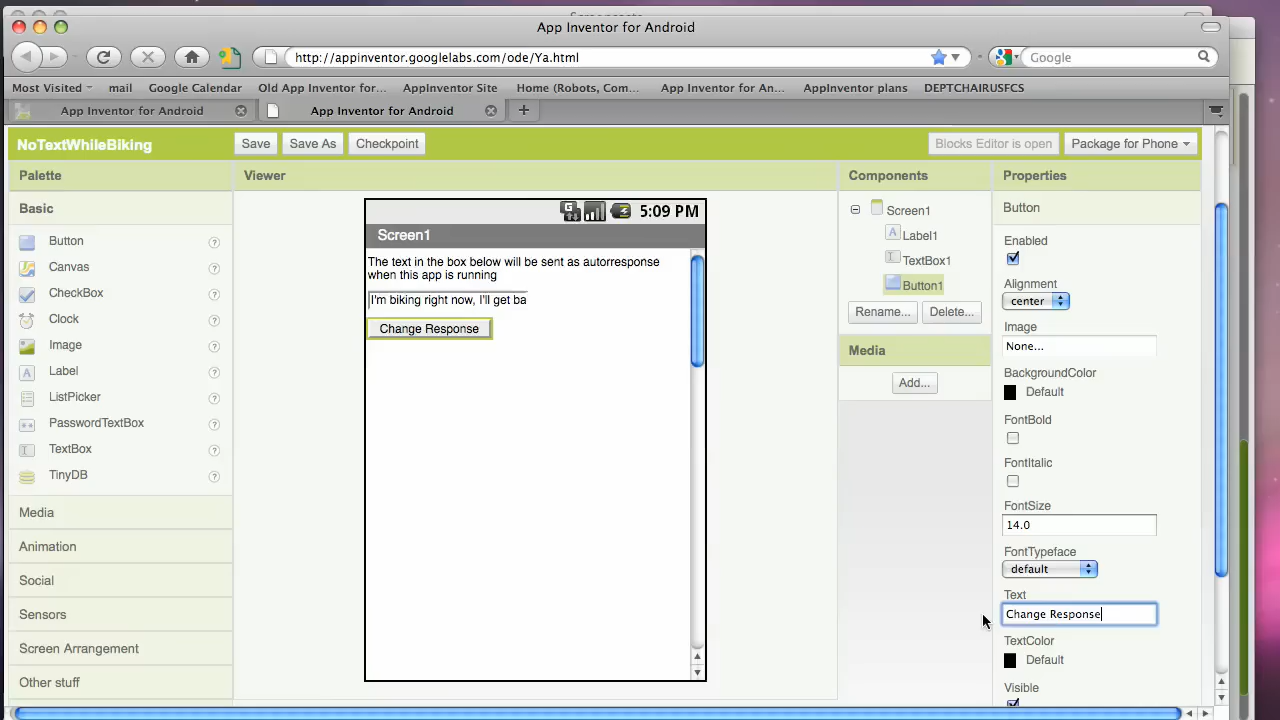 App Inventor for Android
http://appinventor.googlelabs.com/ode/Ya.html
Google
Most Visited mail Google Calendar Old App Inventor for... AppInventor Site Home (Robots, Com... App Inventor for An... AppInventor plans DEPTCHAIRUSFCS
App Inventor for Android App Inventor for Android
NoTextWhileBiking Save Save As Checkpoint Blocks Editor is open Package for Phone
Palette
Basic
Button ?
Canvas ?
CheckBox ?
Clock ?
Image ?
Label ?
ListPicker ?
PasswordTextBox ?
TextBox ?
TinyDB ?
Media
Animation
Social
Sensors
Screen Arrangement
Other stuff
Viewer
5:09 PM
Screen1
The text in the box below will be sent as autorresponse
when this app is running
I'm biking right now, I'll get ba
Change Response
Components
Screen1
Label1
TextBox1
Button1
Rename... Delete...
Media
Add...
Properties
Button
Enabled
Alignment
center
Image
None...
BackgroundColor
Default
FontBold
FontItalic
FontSize
14.0
FontTypeface
default
Text
Change Response
TextColor
Default
Visible